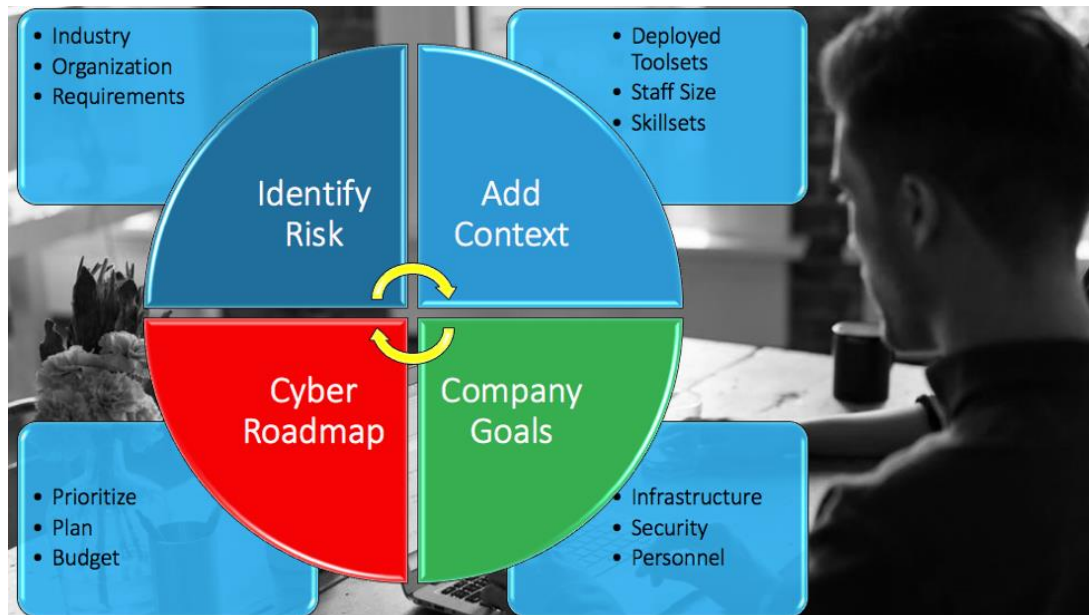 Industry
Organization
Requirements
Deployed
Toolsets
Staff Size
Skillsets
Identify
Risk
Add
Context
Cyber
Roadmap
Company
Goals
Prioritize
Plan
Budget
Infrastructure
Security
Personnel